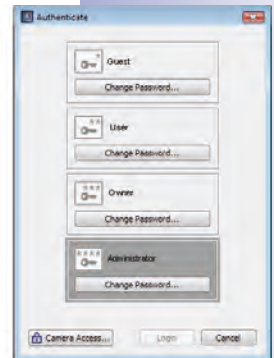 Authenticate
Guest
Change Password...
User
Change Password...
Owner
Change Password...
Administrator
Change Password...
Camera Access...
Login
Cancel